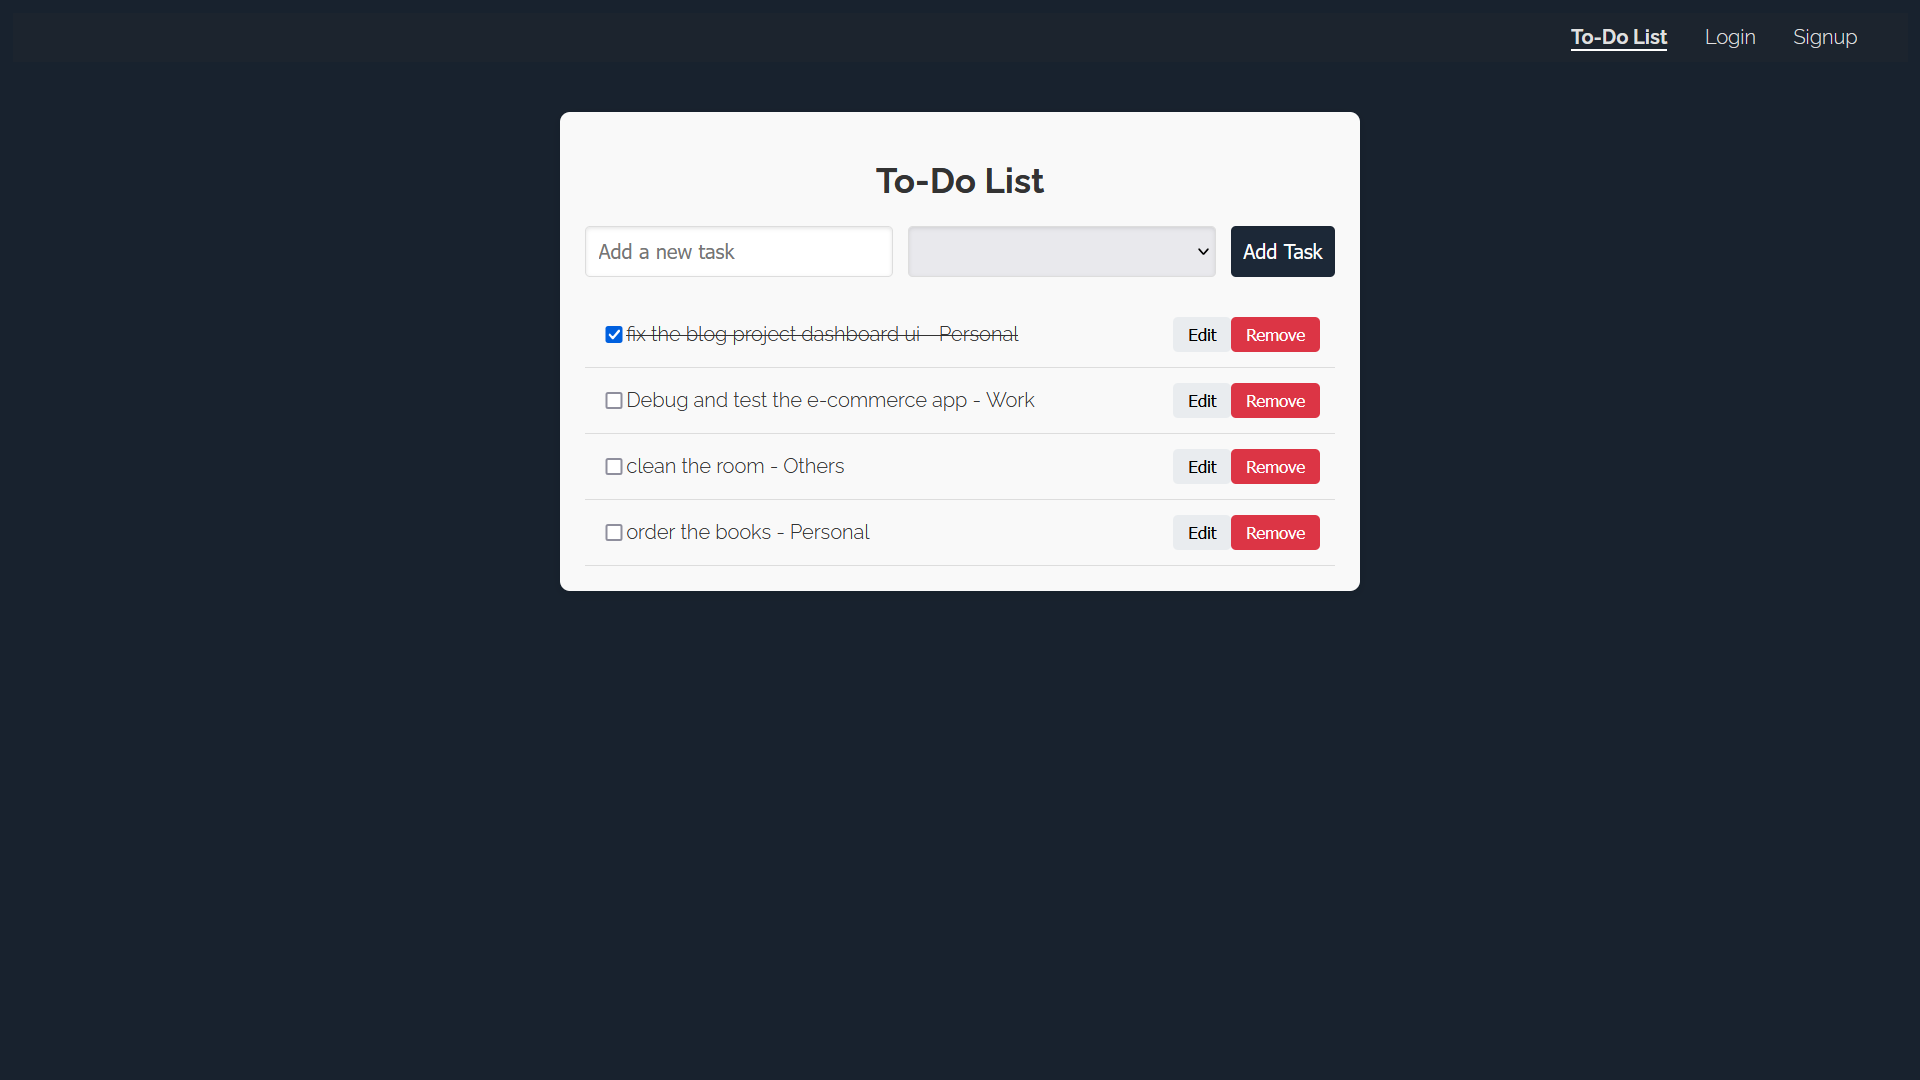 To-Do List Login Signup
To-Do List
Add a new task Add Task
fix the blog project dashboard ui - Personal Edit Remove
Debug and test the e-commerce app - Work Edit Remove
clean the room - Others Edit Remove
order the books - Personal Edit Remove